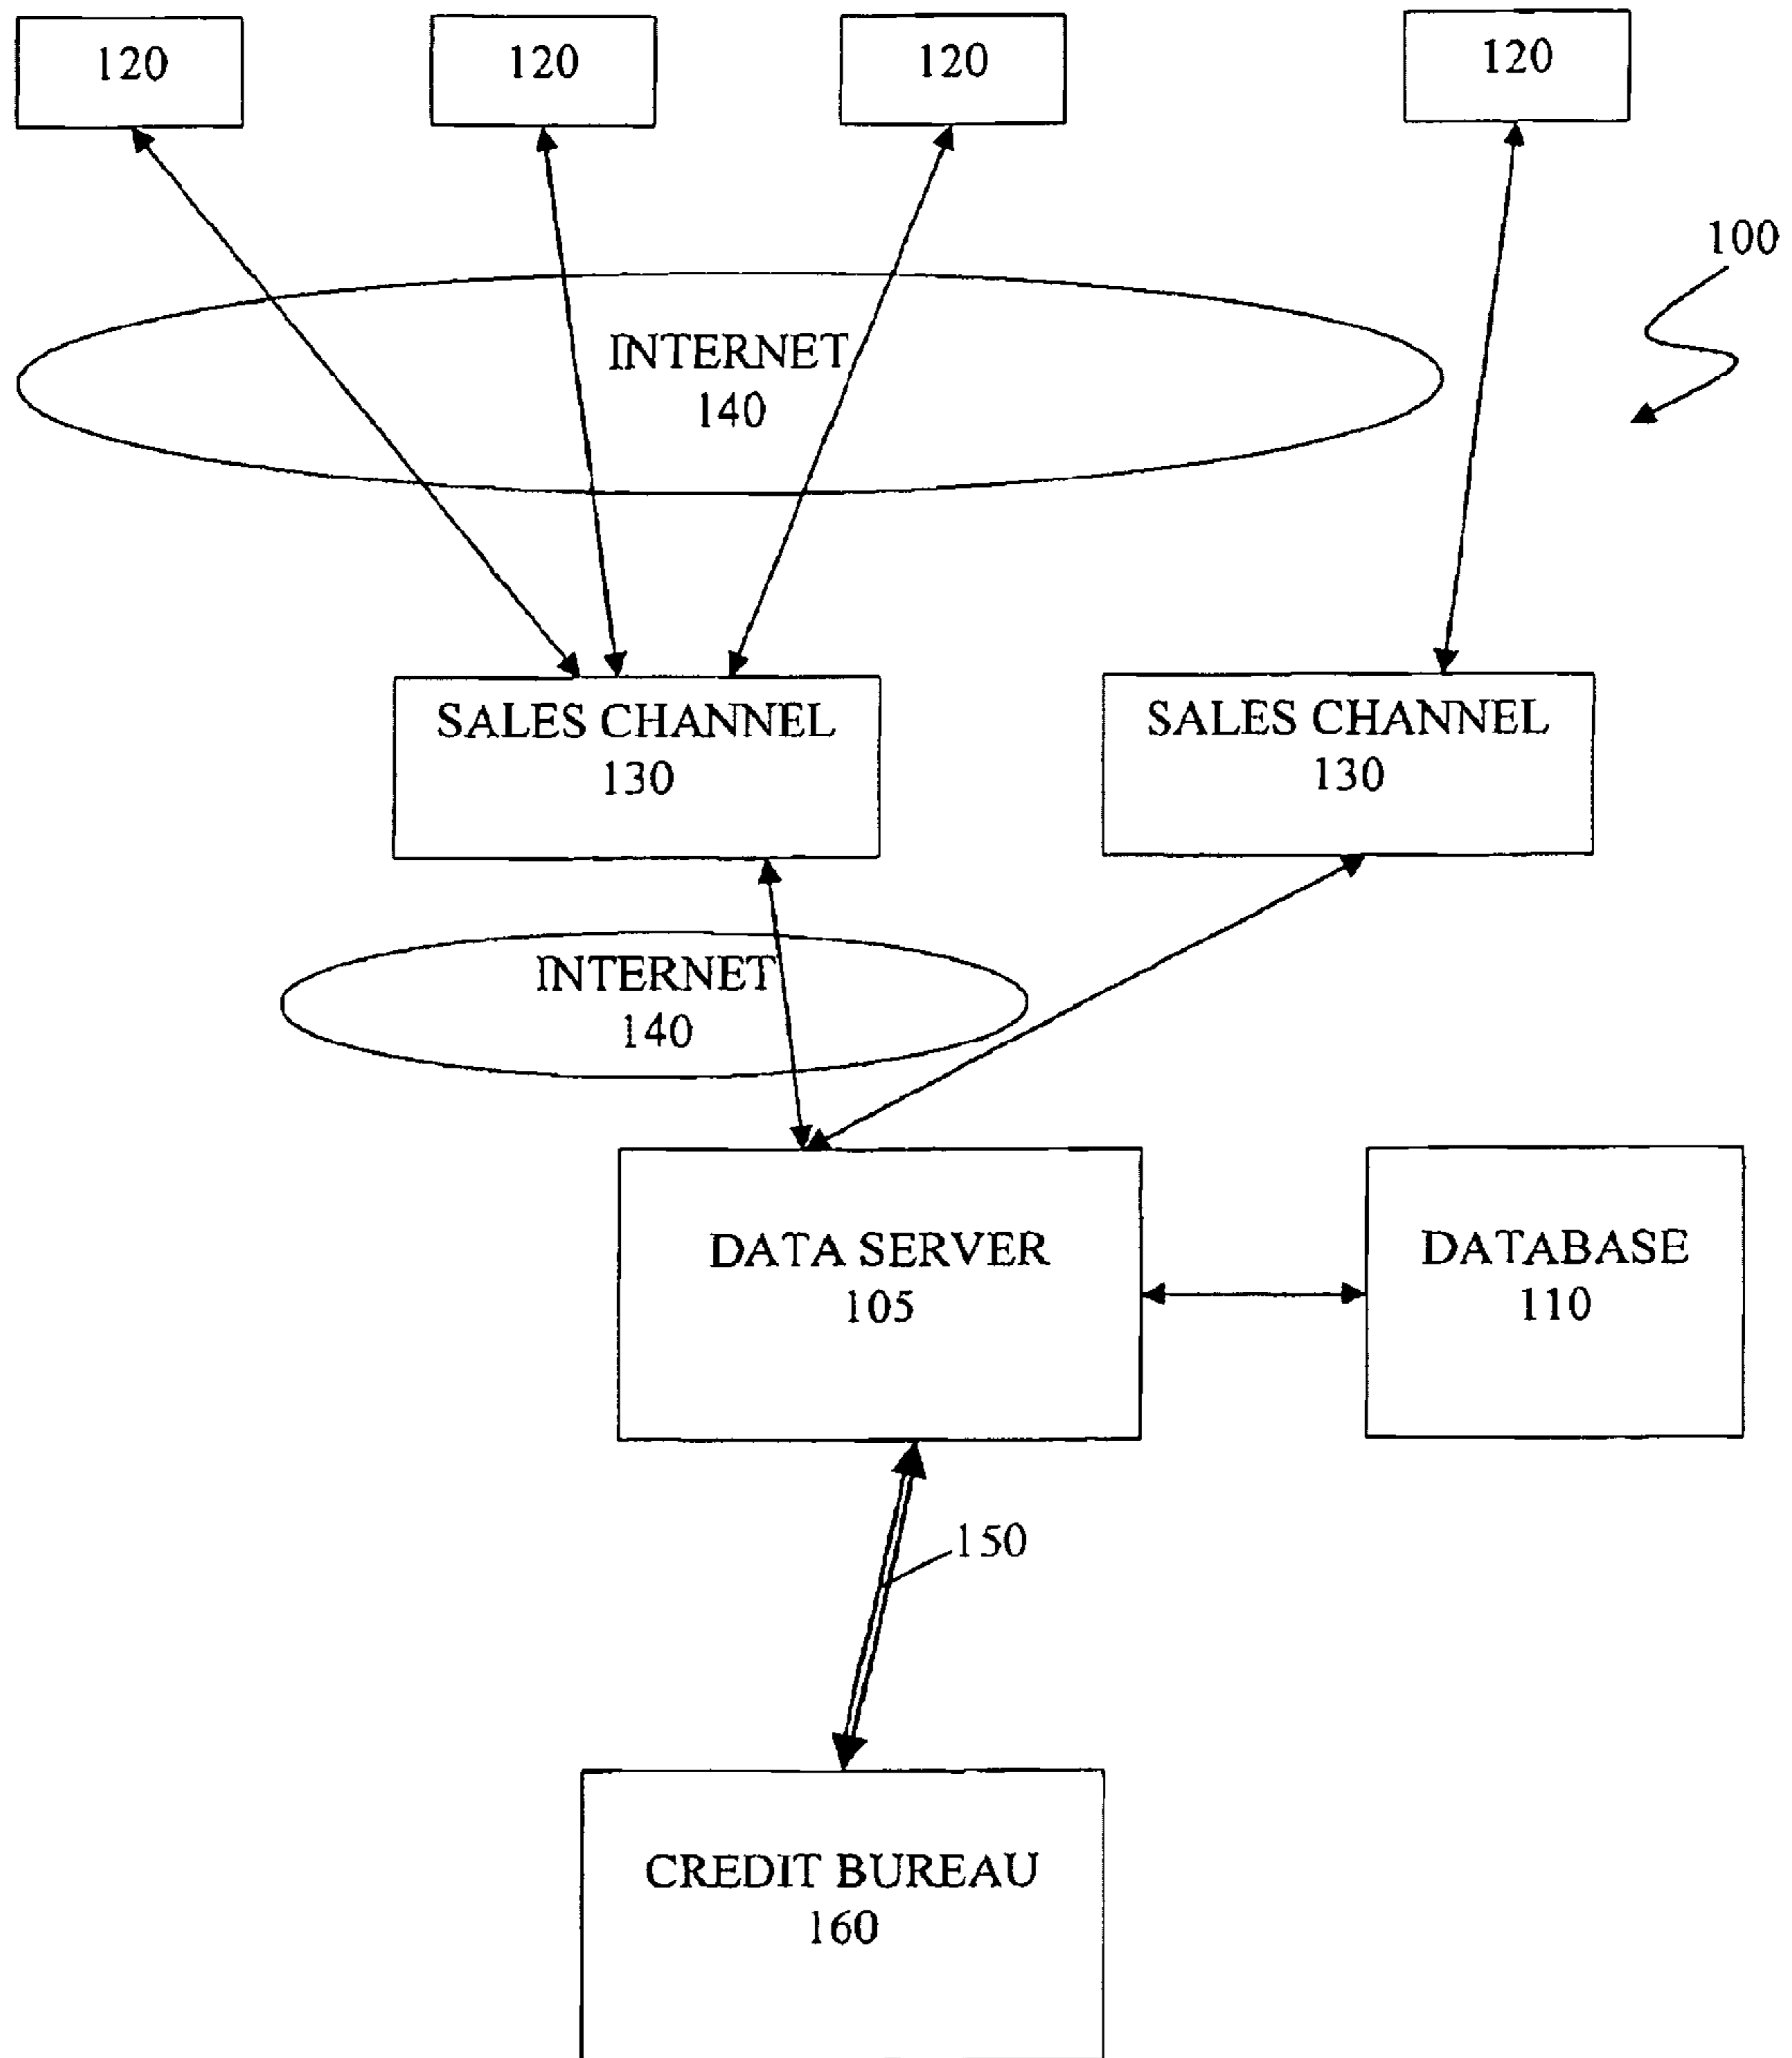 120
120
120
120
100
INTERNET
140
SALES CHANNEL
130
SALES CHANNEL
130
INTERNET
140
DATA SERVER
105
DATABASE
110
150
CREDIT BUREAU
160